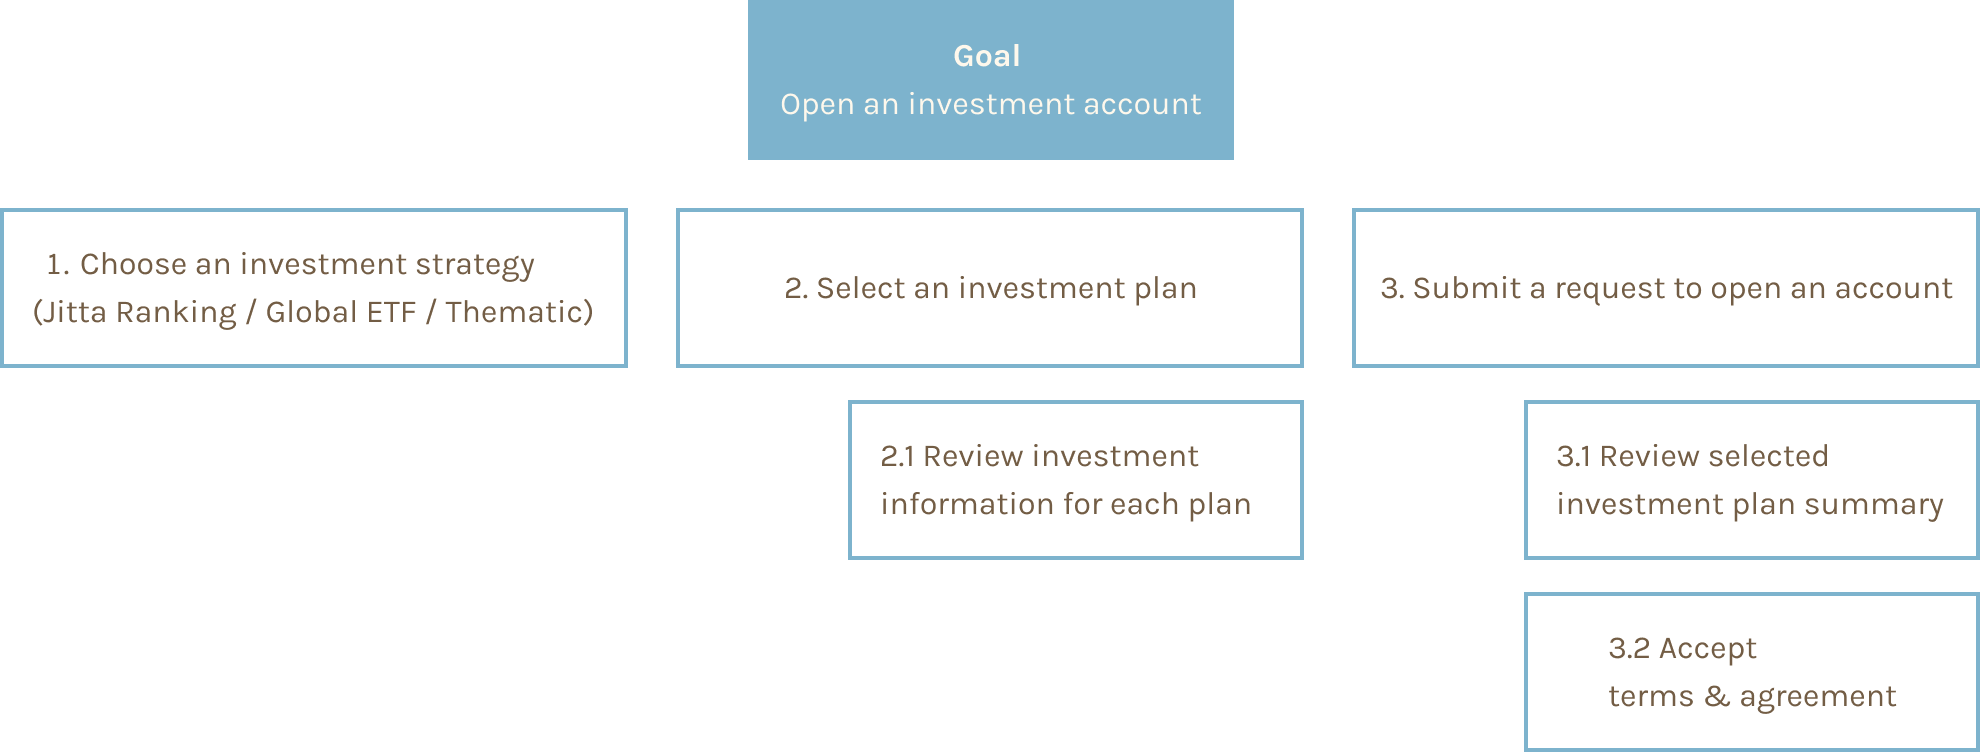 Goal
Open an investment account
1. Choose an investment strategy
(Jitta Ranking / Global ETF / Thematic)
2. Select an investment plan
3. Submit a request to open an account
2.1 Review investment
information for each plan
3.1 Review selected
investment plan summary
3.2 Accept
terms & agreement